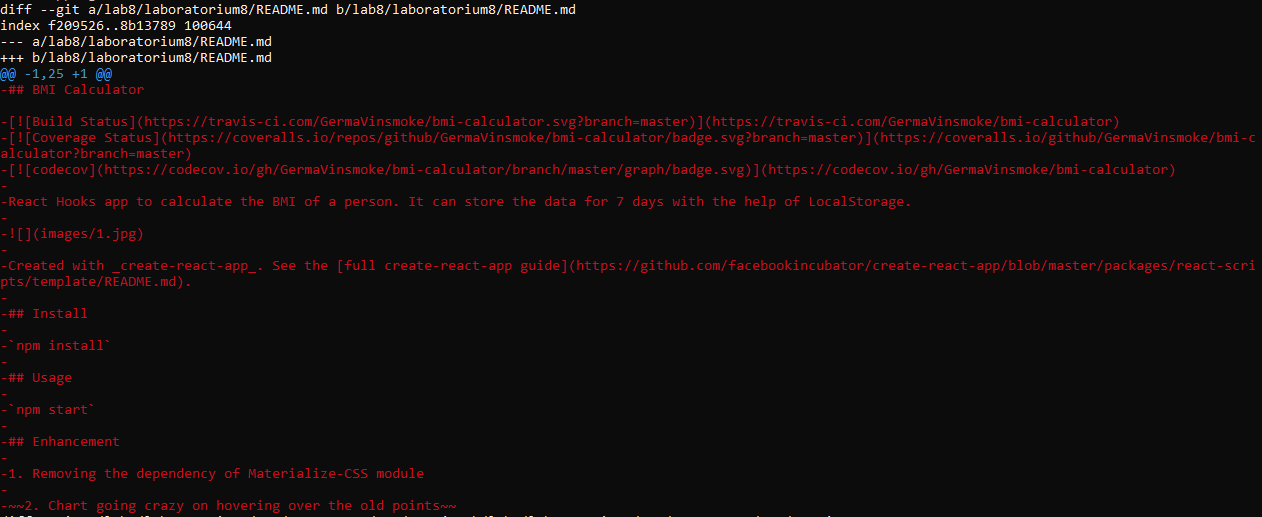 diff --git a/lab8/laboratorium8/README.md b/lab8/laboratorium8/README.md
index f209526..8b13789 100644
--- a/lab8/laboratorium8/README.md
+++ b/lab8/laboratorium8/README.md
@@ -1,25 +1 @@
-## BMI Calculator
-[![Build Status](https://travis-ci.com/GermaVinsmoke/bmi-calculator.svg?branch=master)](https://travis-ci.com/GermaVinsmoke/bmi-calculator)
-[![Coverage Status](https://coveralls.io/repos/github/GermaVinsmoke/bmi-calculator/badge.svg?branch=master)](https://coveralls.io/github/GermaVinsmoke/bmi-c
alculator?branch=master)
-[![codecov](https://codecov.io/gh/GermaVinsmoke/bmi-calculator/branch/master/graph/badge.svg)](https://codecov.io/gh/GermaVinsmoke/bmi-calculator)
-
-React Hooks app to calculate the BMI of a person. It can store the data for 7 days with the help of LocalStorage.
-
-![](images/1.jpg)
-
-Created with _create-react-app_. See the [full create-react-app guide](https://github.com/facebookincubator/create-react-app/blob/master/packages/react-scri
pts/template/README.md).
-
-## Install
-
-`npm install`
-
-## Usage
-
-`npm start`
-
-## Enhancement
-
-1. Removing the dependency of Materialize-CSS module
-
-~~2. Chart going crazy on hovering over the old points~~